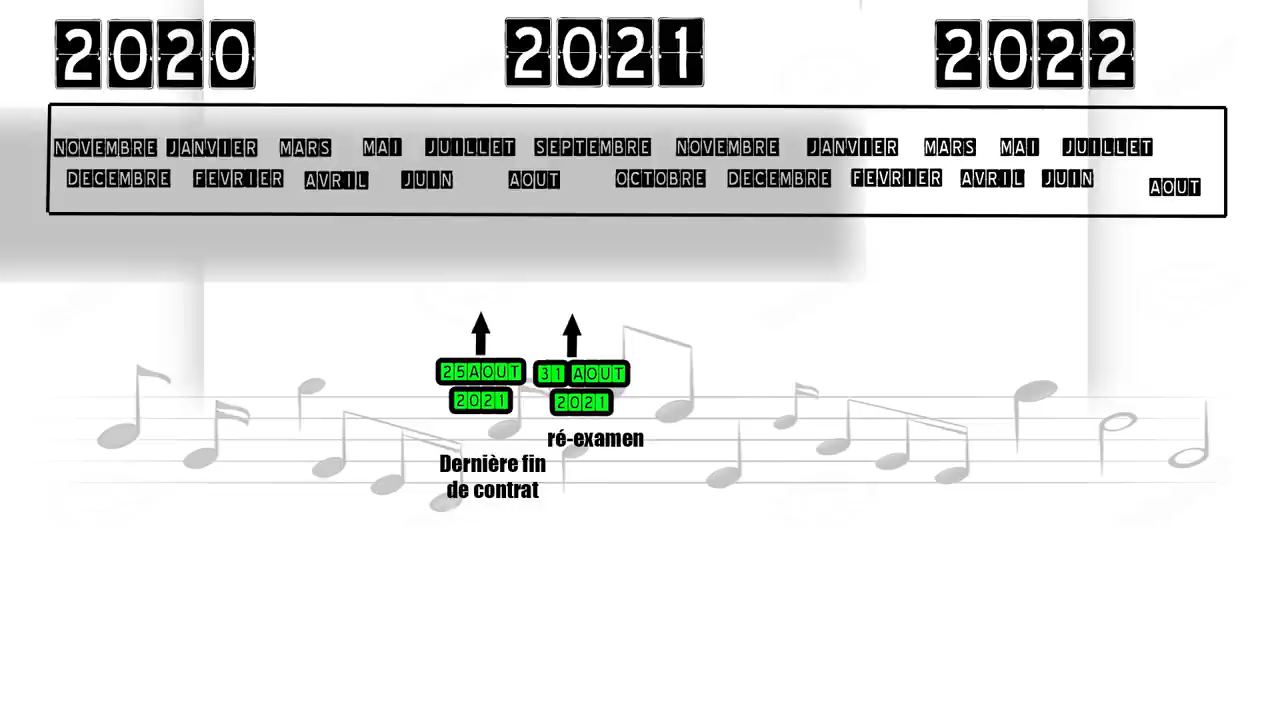 2020 2021 2022
NOVEMBRE JANVIER MARS MAI JUILLET SEPTEMBRE NOVEMBRE JANVIER MARS MAI JUILLET
DECEMBRE FEVRIER AVRIL JUIN AOUT OCTOBRE DECEMBRE FEVRIER AVRIL JUIN AOUT
25AOUT 31 AOUT
2021 2021
ré-examen
Dernière fin
de contrat